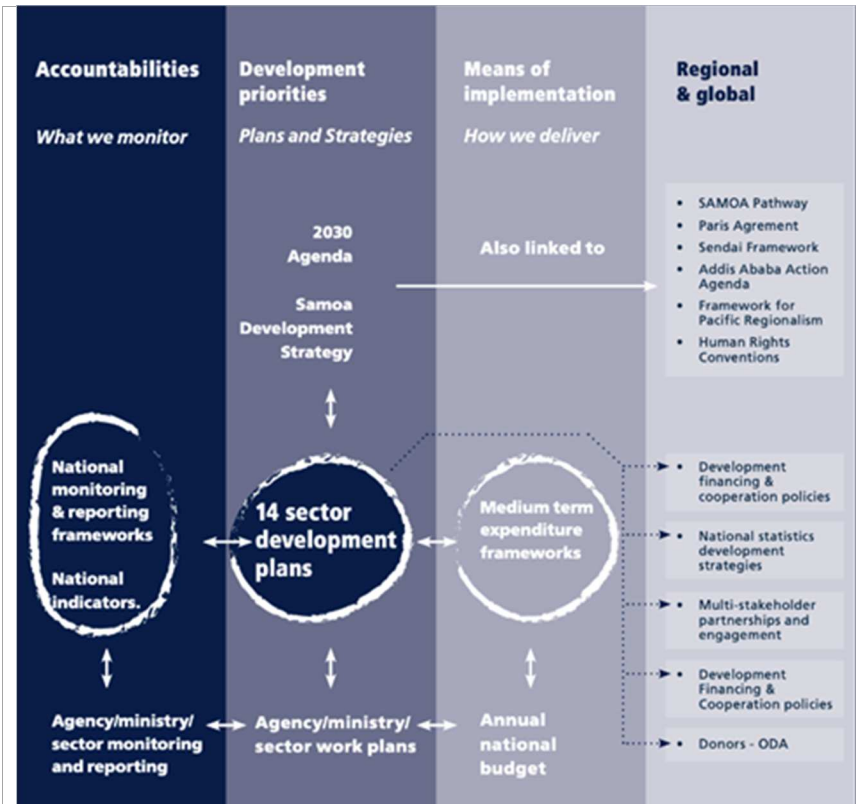 Accountabilities
What we monitor
National
monitoring
& reporting
frameworks
National
indicators.
Agency/ministry/
sector monitoring
and reporting
Development
priorities
Plans and Strategies
2030
Agenda
Samoa
Development
Strategy
14 sector
development
plans
Agency/ministry/
sector work plans
Means of
implementation
How we deliver
Also linked to
Medium term
expenditure
frameworks
Annual
national
budget
Regional
& global
• SAMOA Pathway
• Paris Agrement
• Sendai Framework
• Addis Ababa Action
Agenda
• Framework for
Pacific Regionalism
• Human Rights
Conventions
• Development
financing &
cooperation policies
• National statistics
development
strategies
• Multi-stakeholder
partnerships and
engagement
• Development
Financing &
Cooperation policies
• Donors - ODA